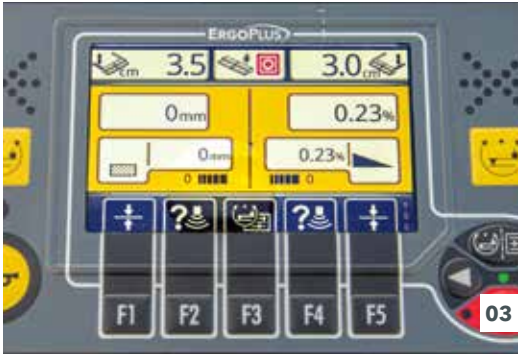 ERGOPLUS
cm 3.5 3.0 cm
0mm 0.23%
0mm 0.23%
0 0
? ?
F1 F2 F3 F4 F5
03